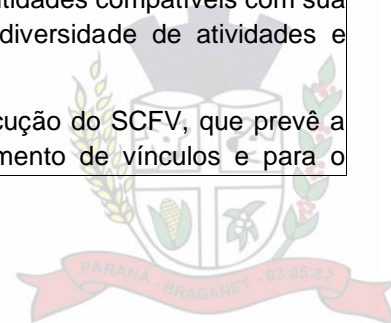 ntidades compatíveis com sua
diversidade de atividades e
cução do SCFV, que prevê a
mento de vínculos e para o
PARANÁ - BRAGANEY - 03.05.82